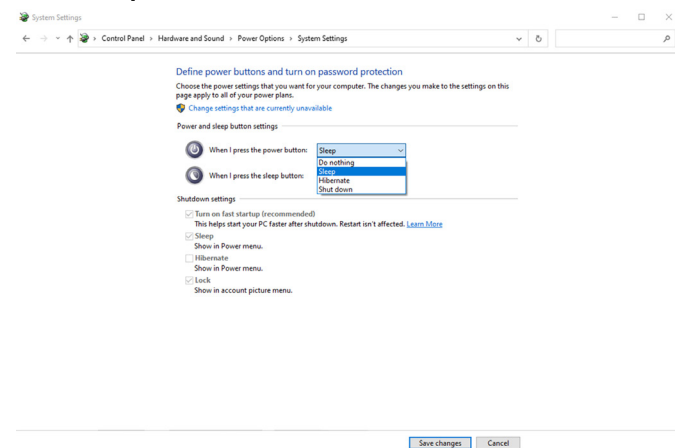 System Settings
Control Panel > Hardware and Sound > Power Options > System Settings
Define power buttons and turn on password protection
Choose the power settings that you want for your computer. The changes you make to the settings on this
page apply to all of your power plans.
Change settings that are currently unavailable
Power and sleep button settings
When I press the power button: Sleep
Do nothing
Sleep
When I press the sleep button:
Hibernate
Shut down
Shutdown settings
Turn on fast startup (recommended)
This helps start your PC faster after shutdown. Restart isn't affected. Learn More
Sleep
Show in Power menu.
Hibernate
Show in Power menu.
Lock
Show in account picture menu.
Save changes Cancel